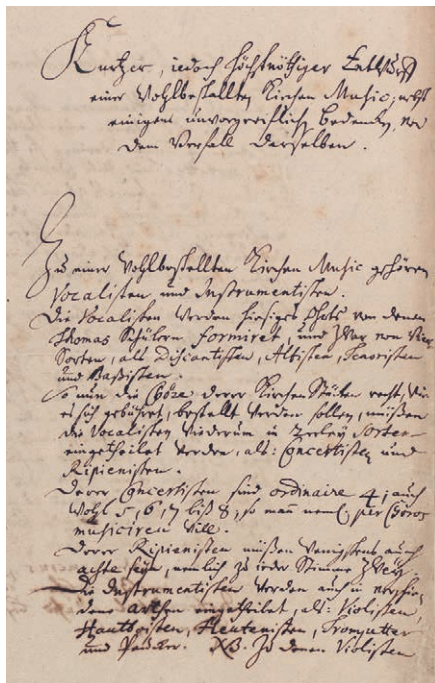 Kurtzer, iedoch höchstnöthiger Entwurff
einer wohlbestallten Kirchen Music; nebst
einigem unvorgreiflichen Bedencken von
dem Verfall derselben.
Zu einer wohlbestellten Kirchen Music gehören
Vocalisten und Instrumentisten.
Die Vocalisten werden hiesiges Ohrts von denen
Thomas Schülern formiret, und zwar von vier
Sorten, als Discantisten, Altisten, Tenoristen
und Baßisten.
So nun die Chöre derer Kirchen Stücken recht, wie
es sich gebühret, bestellt werden sollen, müßen
die Vocalisten wiederum in 2erley Sorten
eingetheilet werden, als: Concertisten und
Ripienisten.
Derer Concertisten sind ordinaire 4; auch
wohl 5, 6, 7 biß 8; so mann nemlich per Choros
musiciren will.
Derer Ripienisten müßen wenigstens auch
achte seyn, nemlich zu ieder Stimme zwey.
Die Instrumentisten werden auch in verschie-
dene Arthen eingetheilet, als: Violisten,
Hautboisten, Fleutenisten, Trompetter
und Paucker. NB. Zu denen Violisten